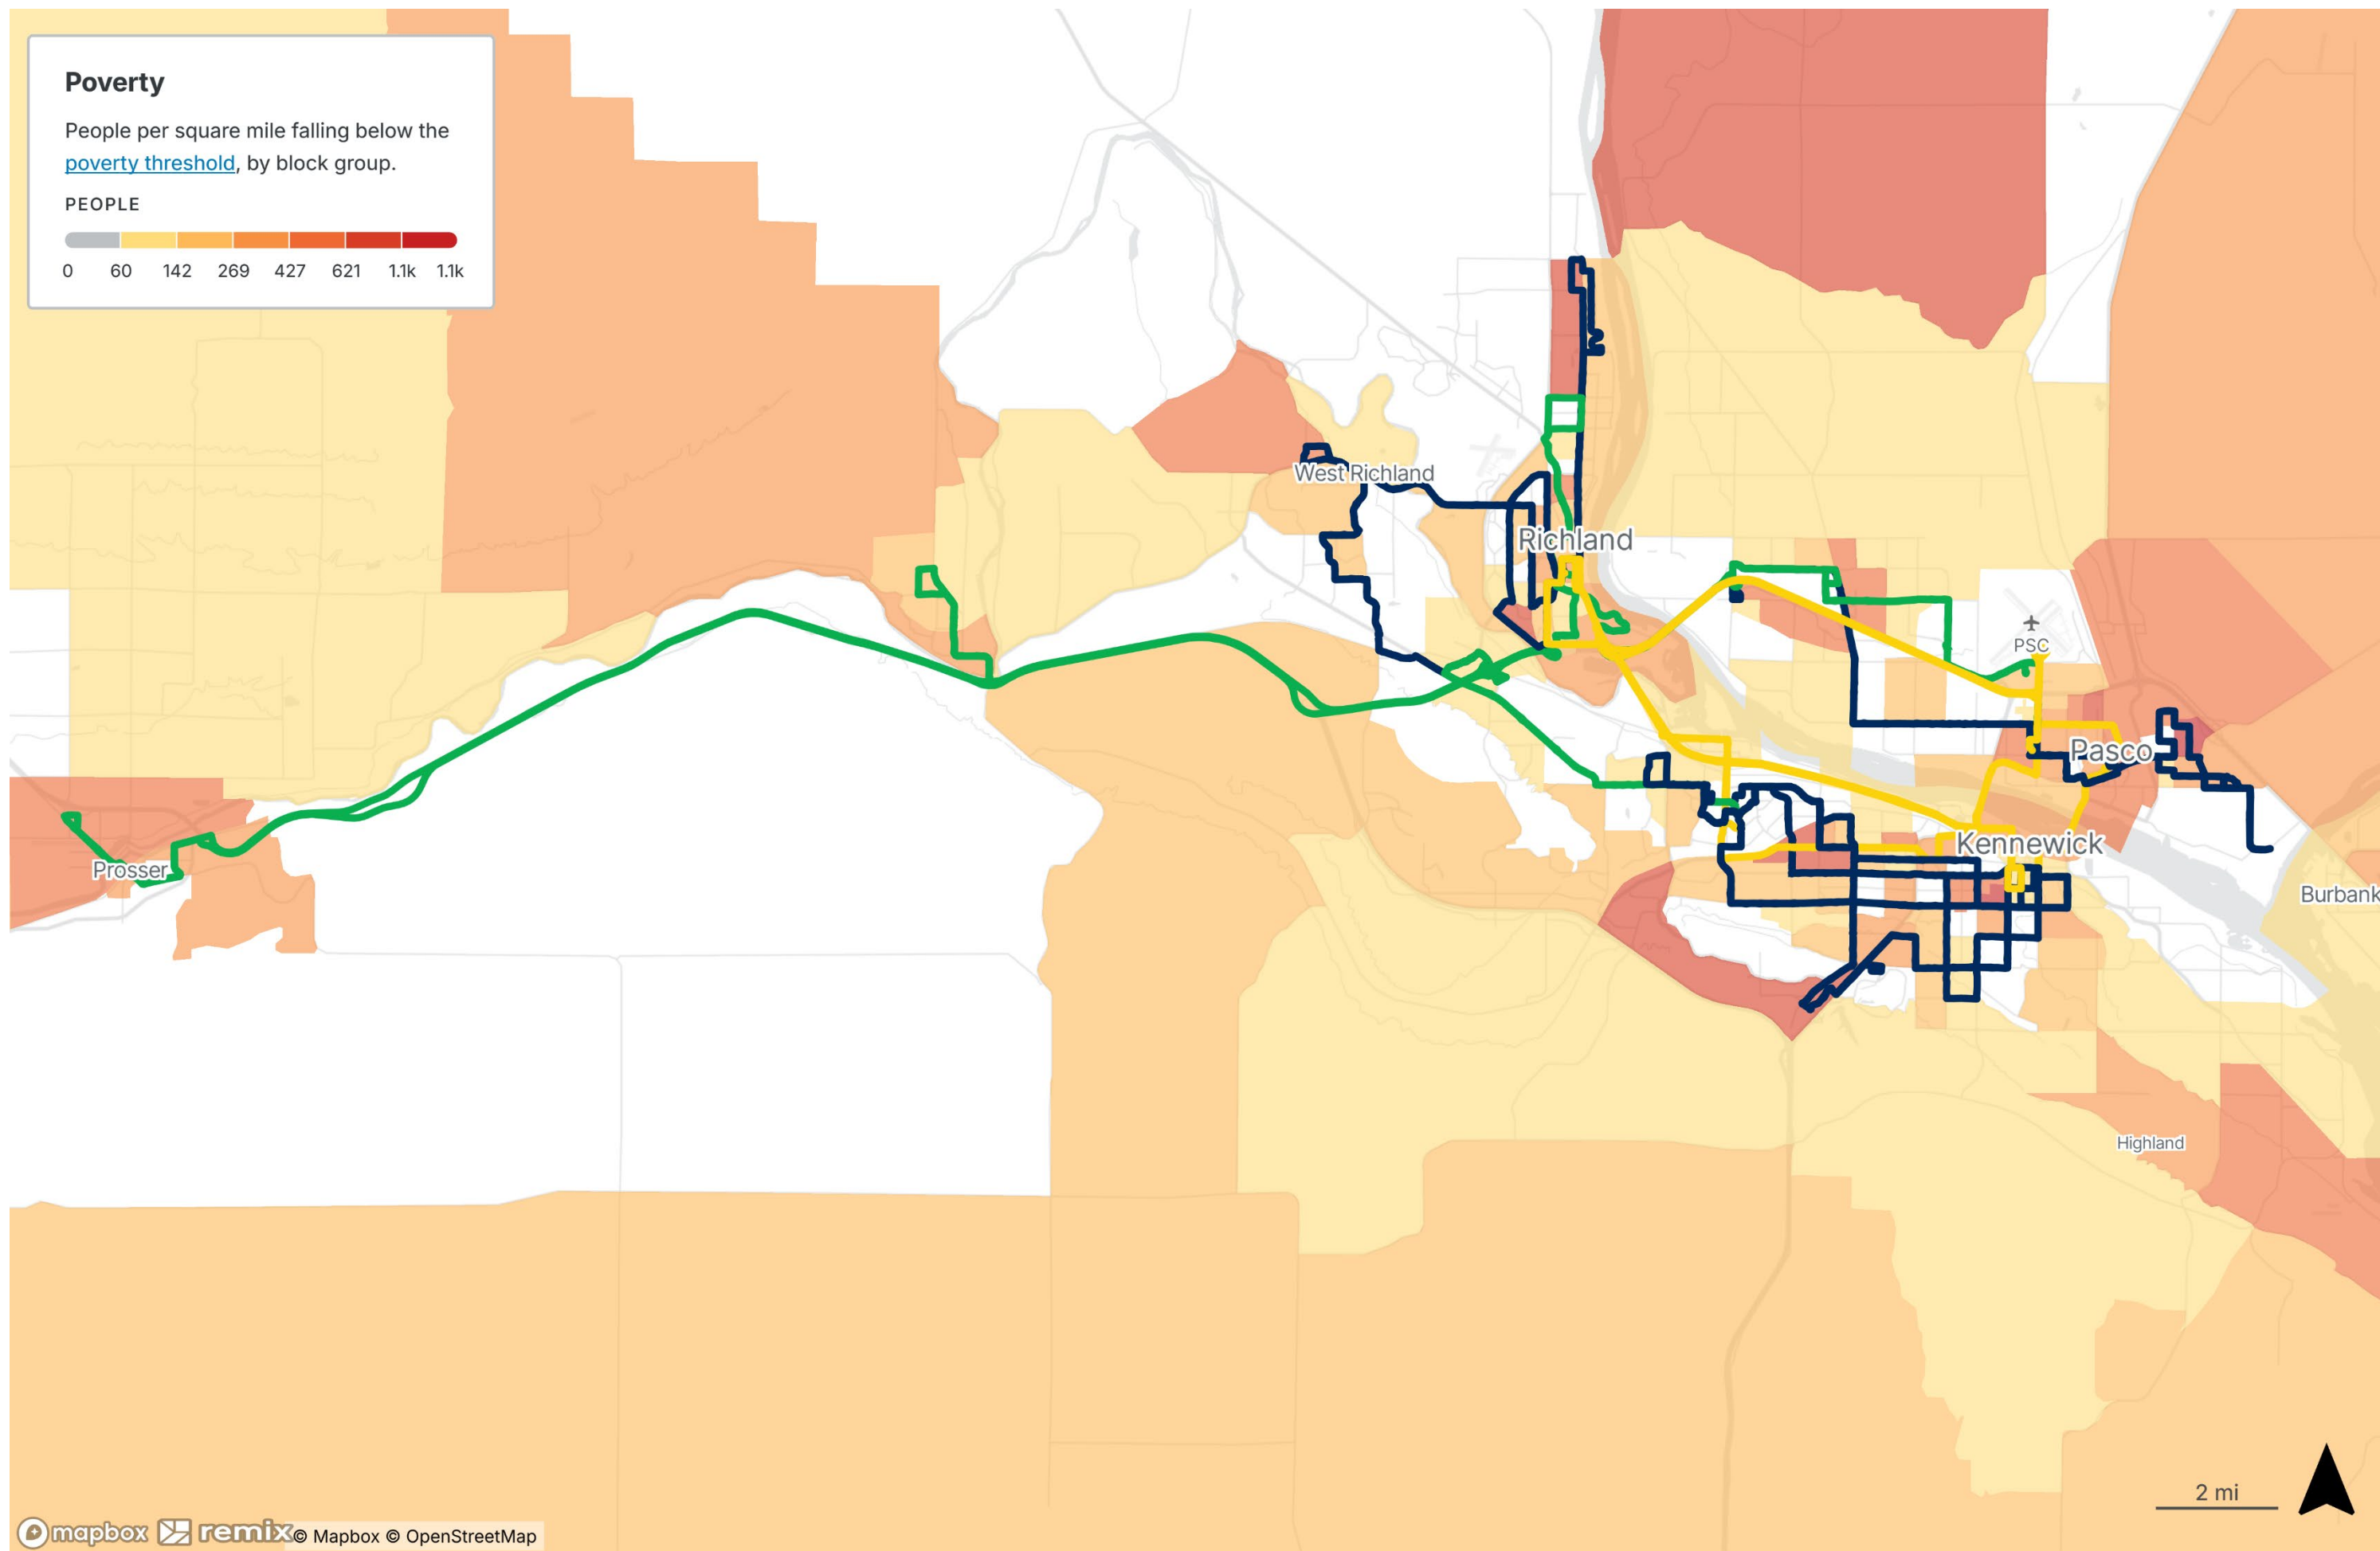 Poverty
People per square mile falling below the
poverty threshold, by block group.
PEOPLE
0 60 142 269 427 621 1.1k 1.1k
West Richland
Richland
PSC
Pasco
Kennewick
Prosser
Burbank
Highland
2 mi
mapbox remix © Mapbox © OpenStreetMap